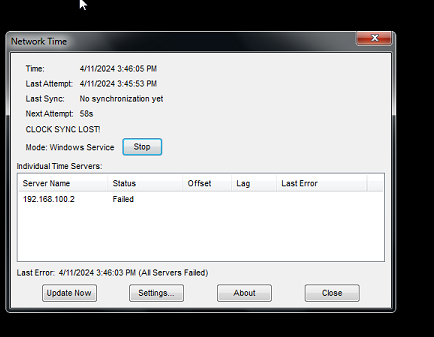 Network Time
Time: 4/11/2024 3:46:05 PM
Last Attempt: 4/11/2024 3:45:53 PM
Last Sync: No synchronization yet
Next Attempt: 58s
CLOCK SYNC LOST!
Mode: Windows Service Stop
Individual Time Servers:
Server Name Status Offset Lag Last Error
192.168.100.2 Failed
Last Error: 4/11/2024 3:46:03 PM (All Servers Failed)
Update Now Settings... About Close